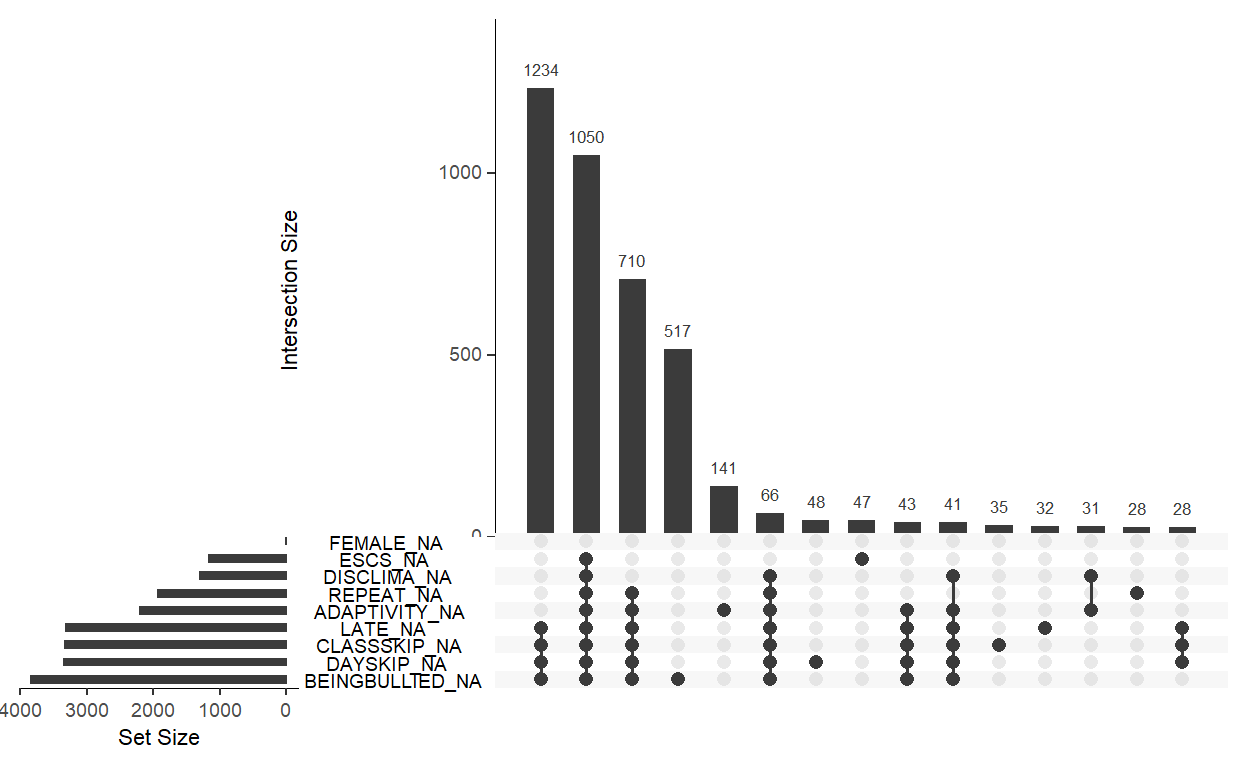 1234
1050
710
517
141
66
48
47
43
41
35
32
31
28
28
1000
500
0
Intersection Size
FEMALE_NA
ESCS_NA
DISCLIMA_NA
REPEAT_NA
ADAPTIVITY_NA
LATE_NA
CLASSSKIP_NA
DAYSKIP_NA
BEINGBULLTED_NA
4000 3000 2000 1000 0
Set Size